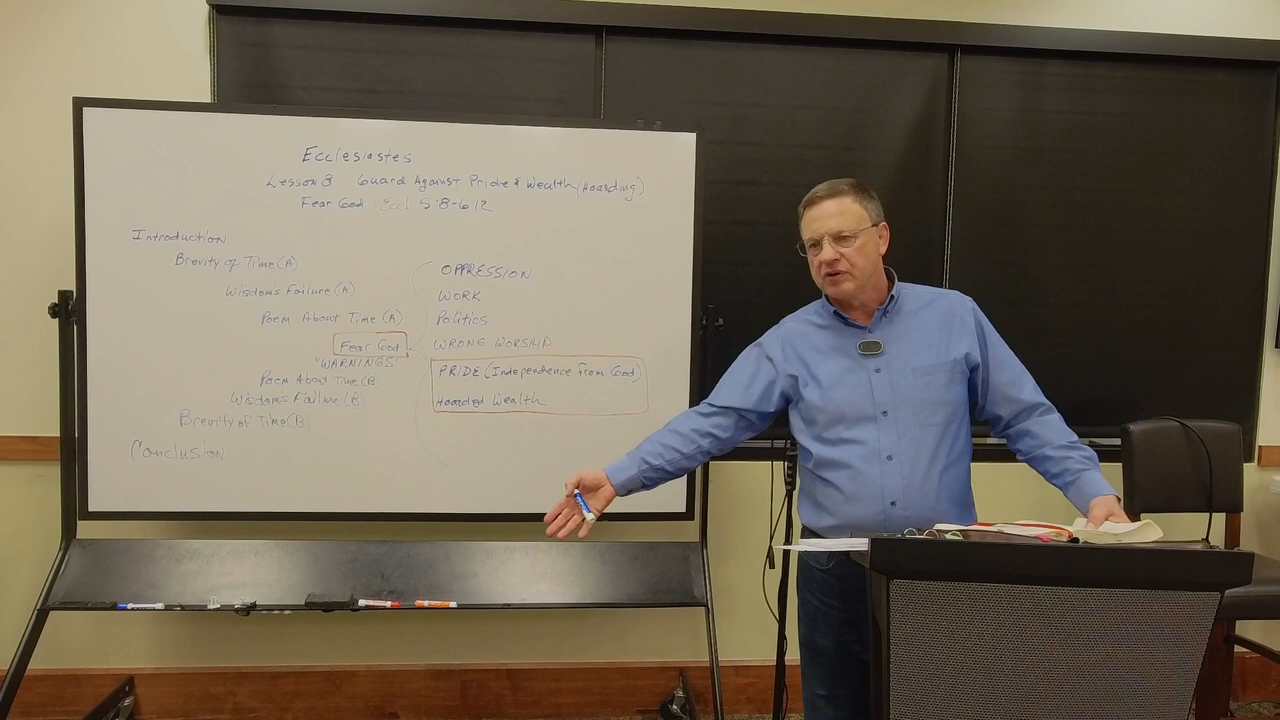 Ecclesiastes
Lesson 8 Guard Against Pride & Wealth (Hoarding)
Fear God : Eccl 5:8-6:12
Introduction
Brevity of Time (A)
Wisdom's Failure (A)
Poem About Time (A)
Fear God
"WARNINGS"
Poem About Time (B)
Wisdom's Failure (B)
Brevity of Time (B)
Conclusion
OPPRESSION
WORK
Politics
WRONG WORSHIP
PRIDE (Independence from God)
Hoarded Wealth